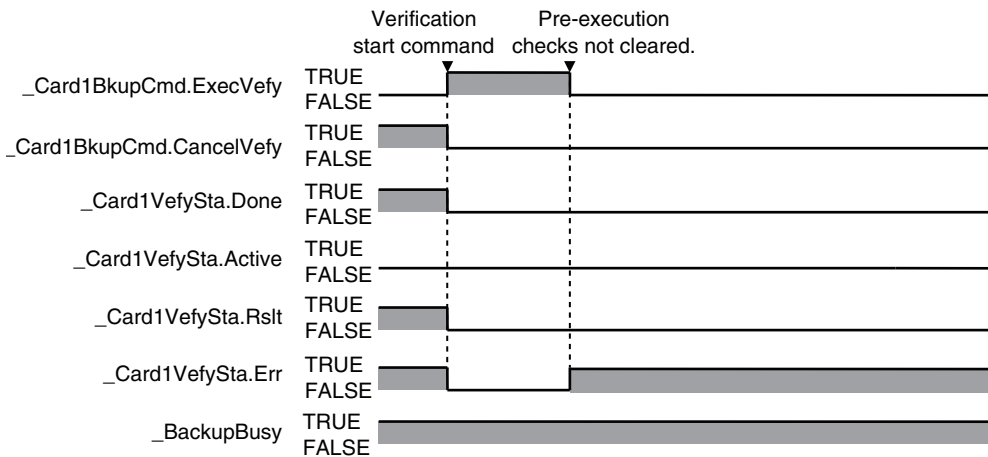 Verification
start command
Pre-execution
checks not cleared.
_Card1BkupCmd.ExecVefy
TRUE
FALSE
_Card1BkupCmd.CancelVefy
TRUE
FALSE
_Card1VefySta.Done
TRUE
FALSE
_Card1VefySta.Active
TRUE
FALSE
_Card1VefySta.Rslt
TRUE
FALSE
_Card1VefySta.Err
TRUE
FALSE
_BackupBusy
TRUE
FALSE